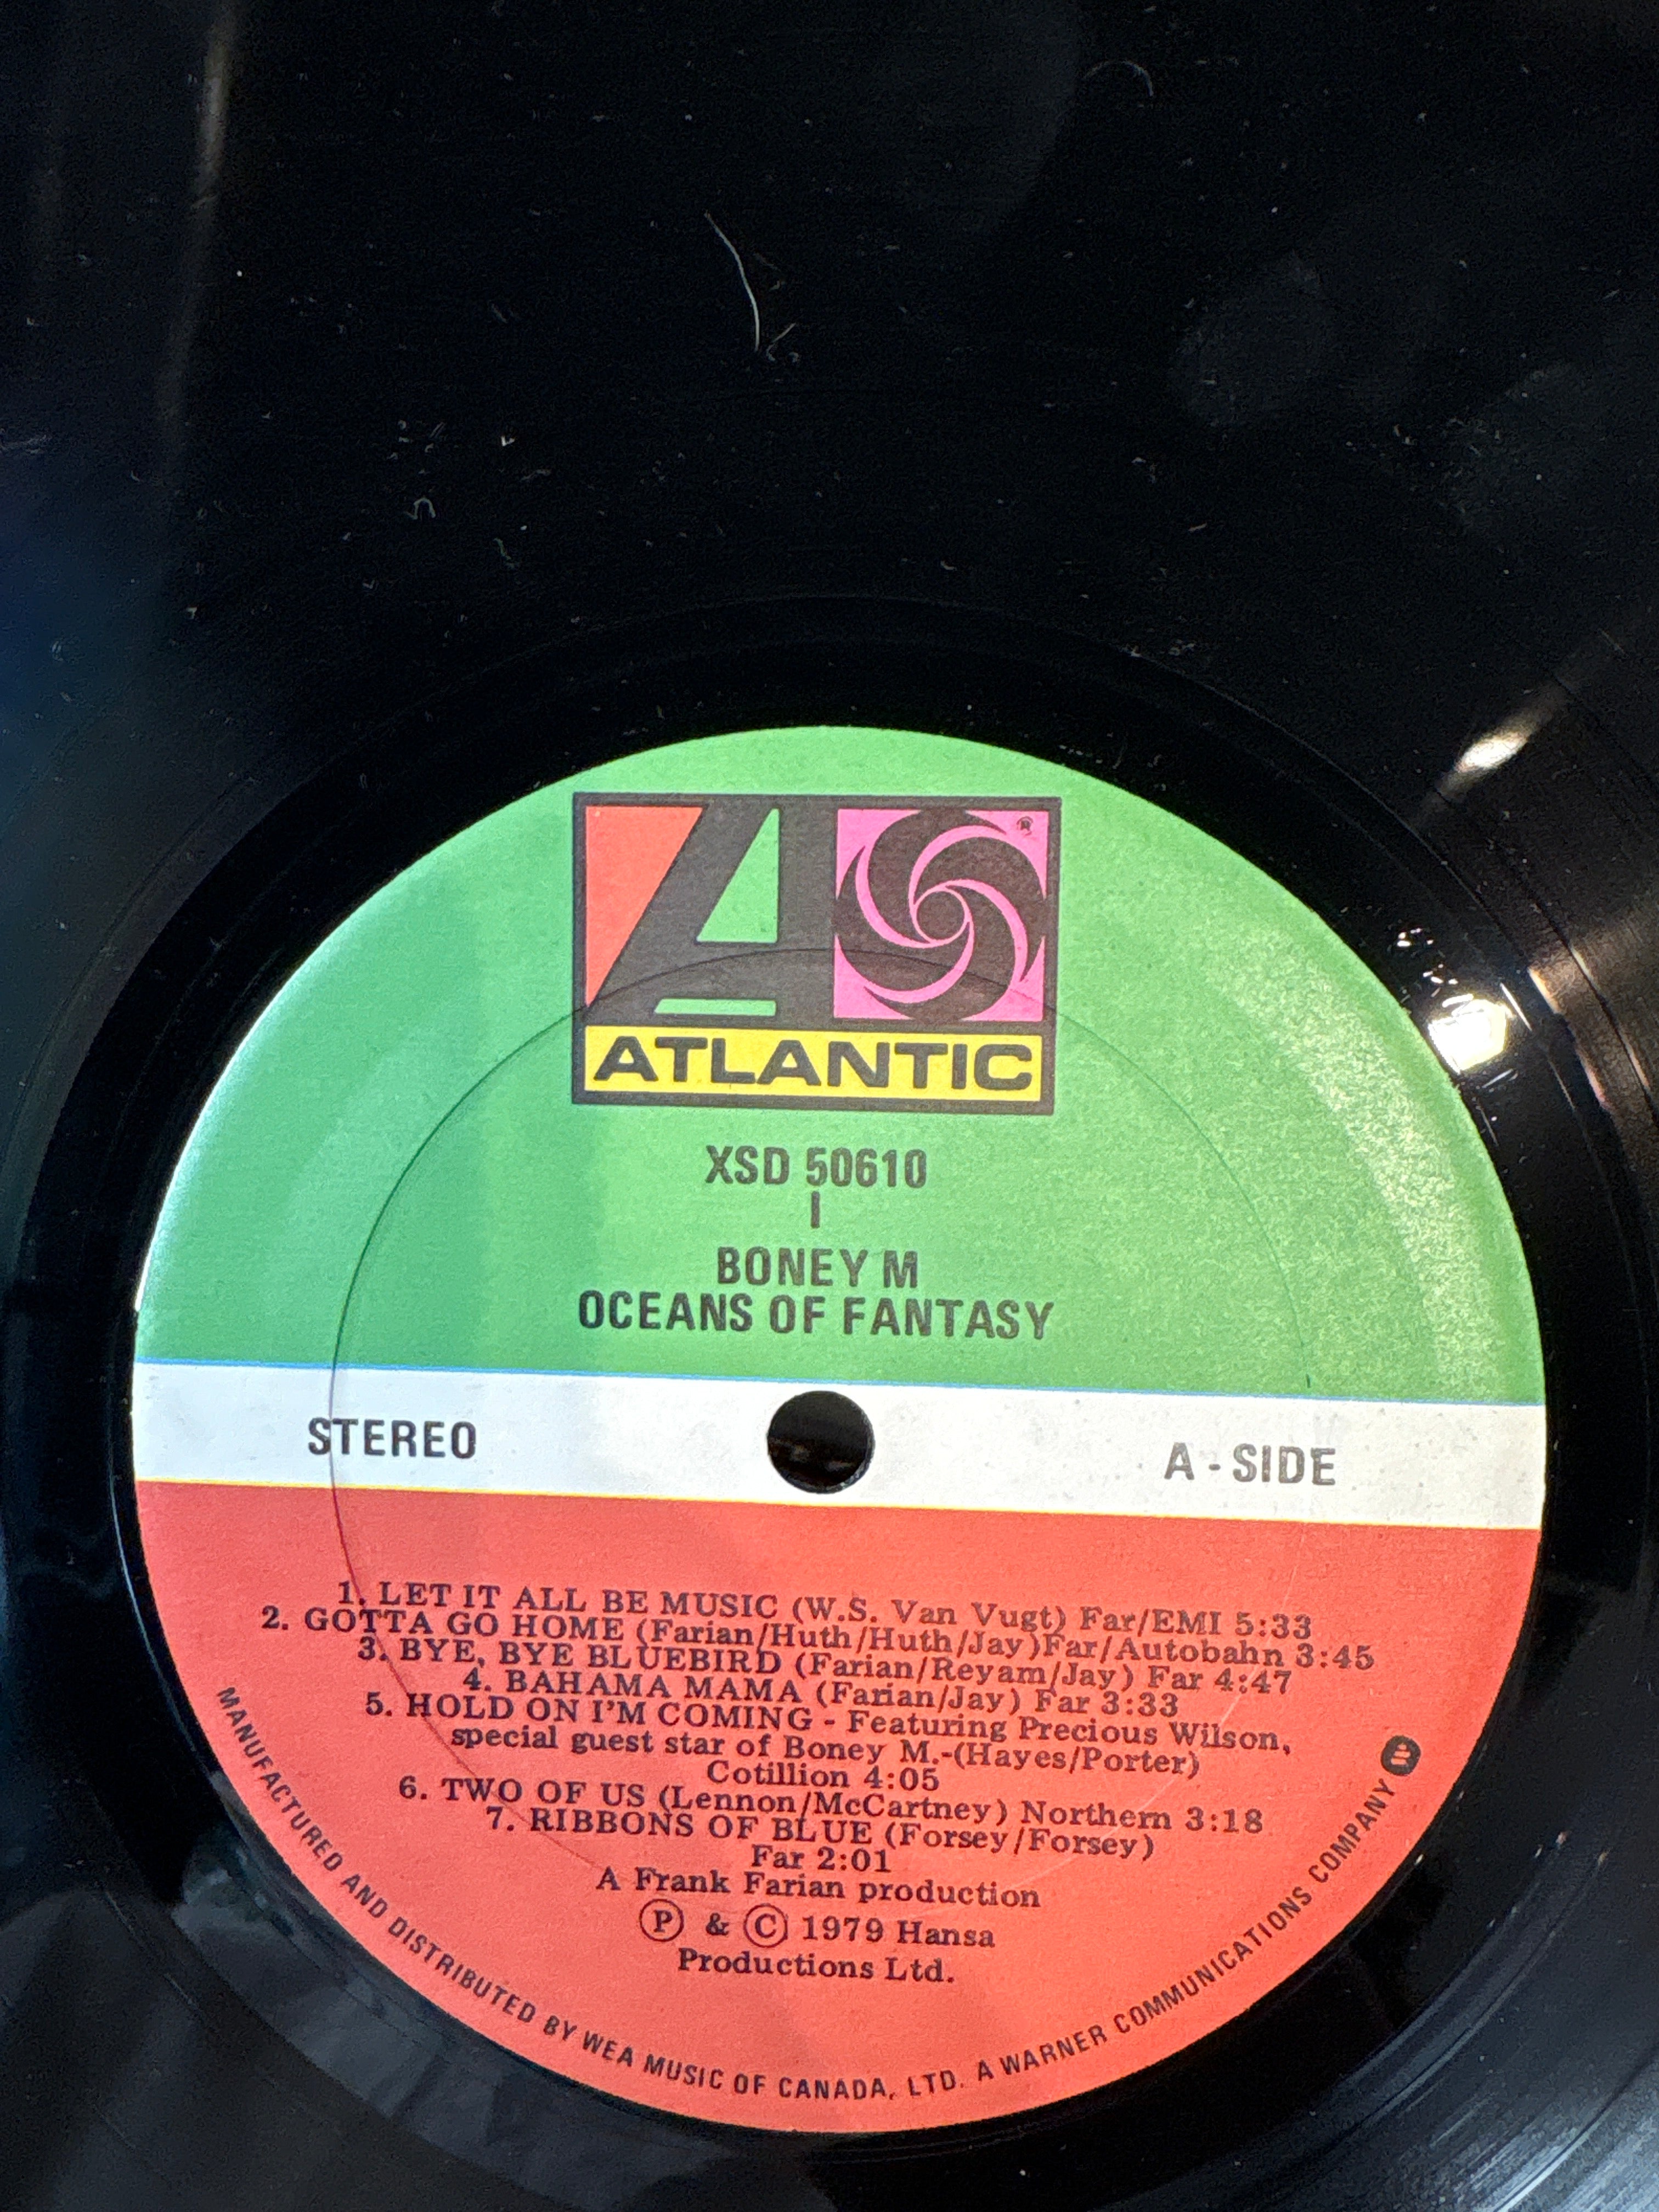 ®
ATLANTIC
XSD 50610
I
BONEY M
OCEANS OF FANTASY
STEREO
A - SIDE
1. LET IT ALL BE MUSIC (W.S. Van Vugt) Far/EMI 5:33
2. GOTTA GO HOME (Farian/Huth/Huth/Jay)Far/Autobahn 3:45
3. BYE, BYE BLUEBIRD (Farian/Reyam/Jay) Far 4:47
4. BAHAMA MAMA (Farian/Jay) Far 3:33
5. HOLD ON I'M COMING - Featuring Precious Wilson,
special guest star of Boney M.-(Hayes/Porter)
Cotillion 4:05
6. TWO OF US (Lennon/McCartney) Northern 3:18
7. RIBBONS OF BLUE (Forsey/Forsey)
Far 2:01
A Frank Farian production
Ⓟ & © 1979 Hansa
Productions Ltd.
MANUFACTURED AND DISTRIBUTED BY WEA MUSIC OF CANADA, LTD. A WARNER COMMUNICATIONS COMPANY